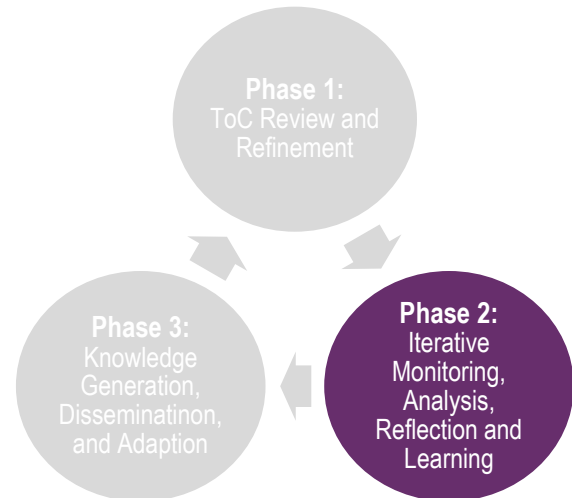 Phase 1:
ToC Review and
Refinement
Phase 2:
Iterative
Monitoring,
Analysis,
Reflection and
Learning
Phase 3:
Knowledge
Generation,
Disseminatinon,
and Adaption